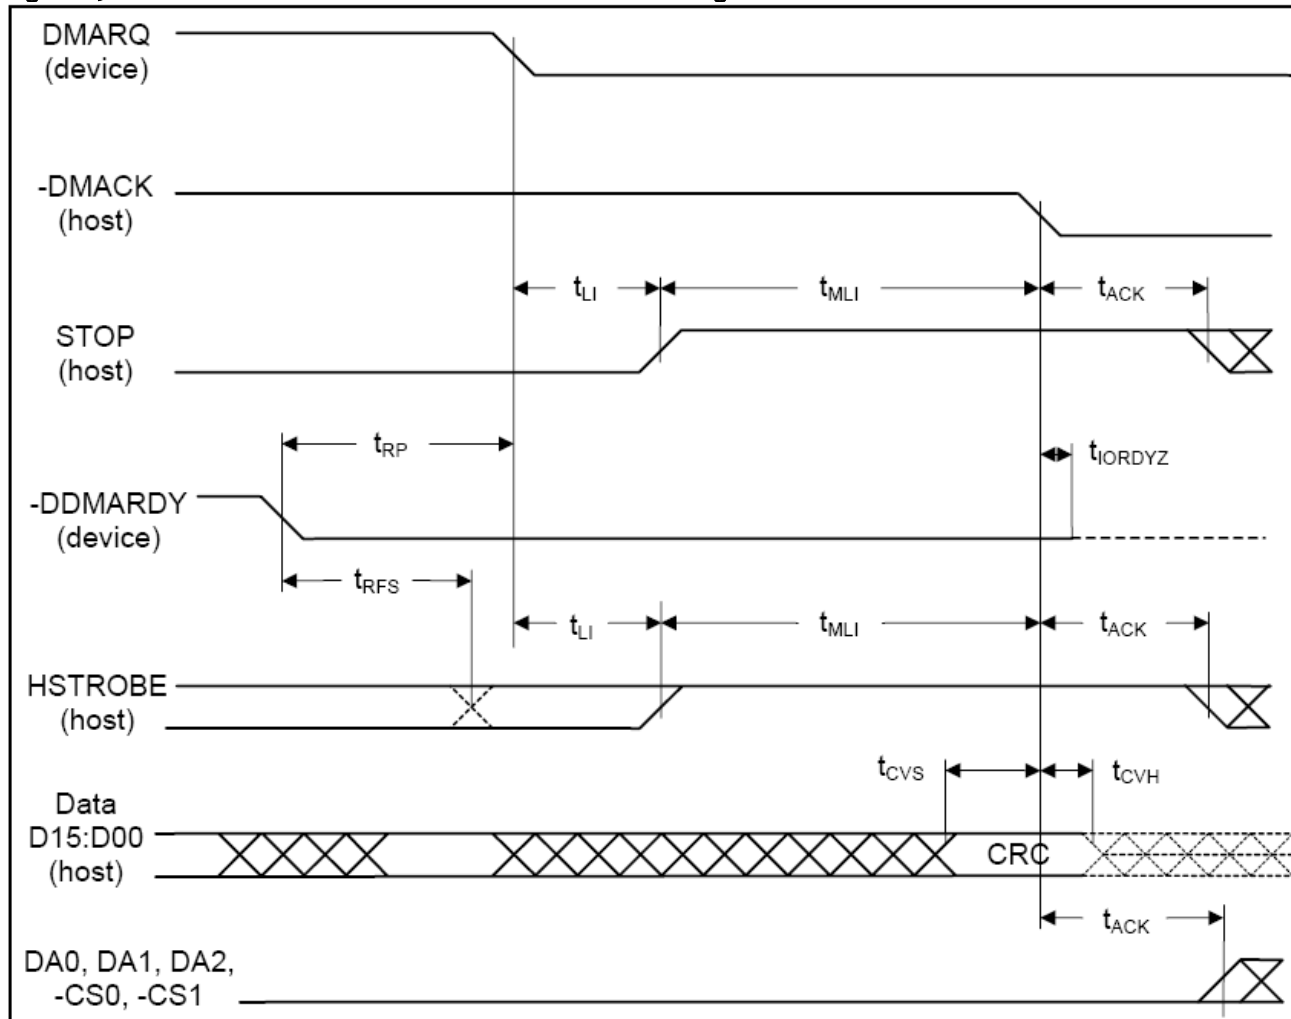 DMARQ
(device)
-DMACK
(host)
tLI
tMLI
tACK
STOP
(host)
tRP
tIORDYZ
-DDMARDY
(device)
tRFS
tLI
tMLI
tACK
HSTROBE
(host)
tCVS
tCVH
Data
D15:D00
(host)
CRC
tACK
DA0, DA1, DA2,
-CS0, -CS1